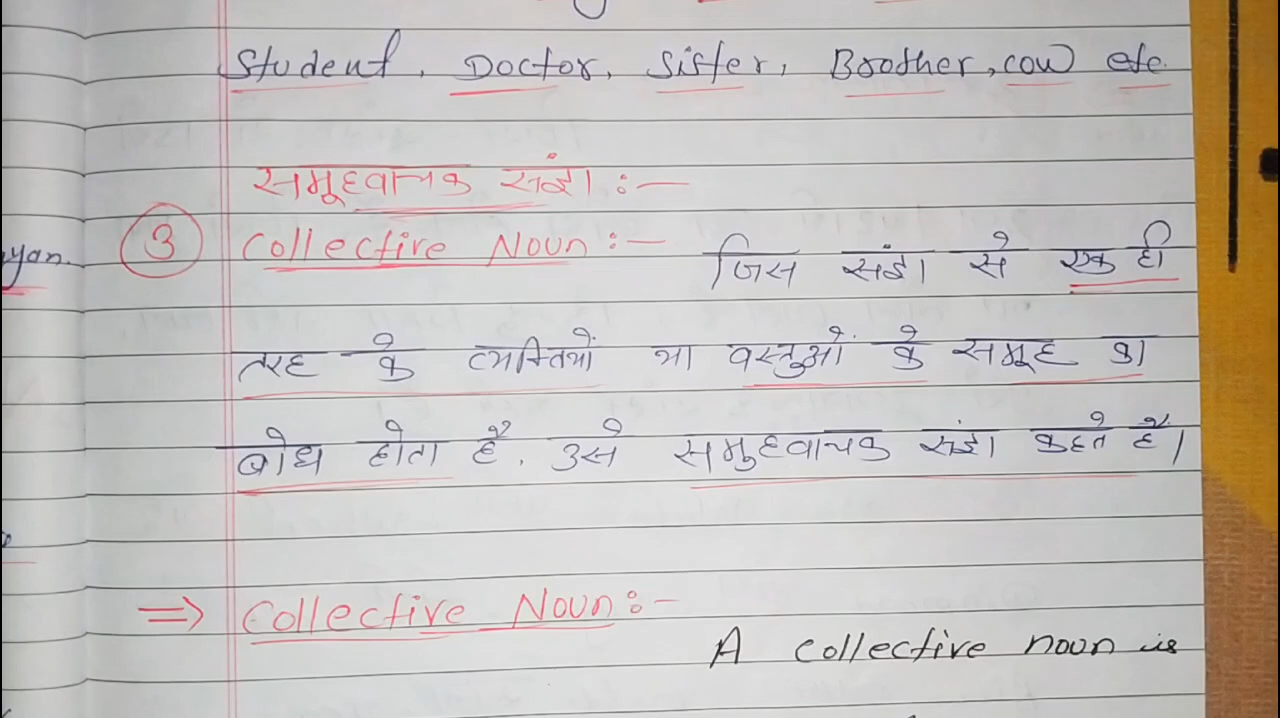 Student, Doctor, Sister, Brother, cow etc.
समूहवाचक संज्ञा :-
yan.
③ Collective Noun :- जिस संज्ञा से एक ही
तरह के व्यक्तियों या वस्तुओं के समूह का
बोध होता हैं, उसे समुहवाचक संज्ञा कहते हैं।
⇒ Collective Noun :-
A collective noun is